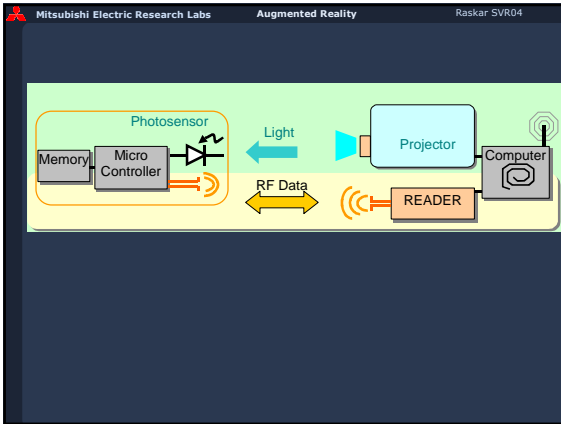 Mitsubishi Electric Research Labs Augmented Reality Raskar SVR04
Photosensor
Light
Projector
Memory
Micro
Controller
Computer
RF Data
READER